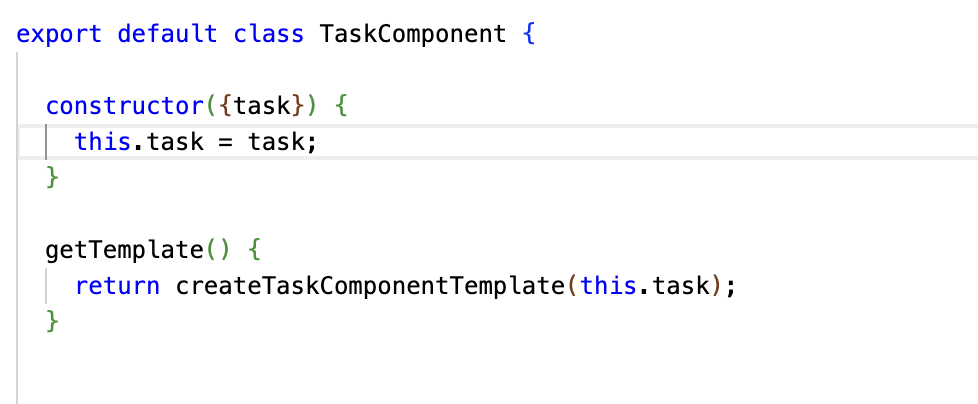 export default class TaskComponent {
constructor({task}) {
this.task = task;
}
getTemplate() {
return createTaskComponentTemplate(this.task);
}